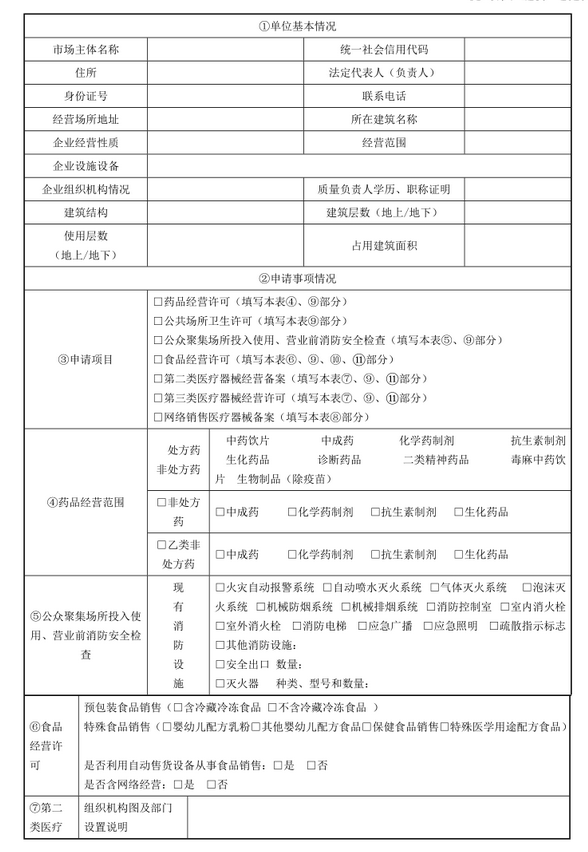 ①单位基本情况
市场主体名称 统一社会信用代码
住所 法定代表人（负责人）
身份证号 联系电话
经营场所地址 所在建筑名称
企业经营性质 经营范围
企业设施设备
企业组织机构情况 质量负责人学历、职称证明
建筑结构 建筑层数（地上/地下）
使用层数
（地上/地下）
占用建筑面积
②申请事项情况
③申请项目
□药品经营许可（填写本表④、⑨部分）
□公共场所卫生许可（填写本表⑨部分）
□公众聚集场所投入使用、营业前消防安全检查（填写本表⑤、⑨部分）
□食品经营许可（填写本表⑥、⑨、⑩、⑪部分）
□第二类医疗器械经营备案（填写本表⑦、⑨、⑪部分）
□第三类医疗器械经营许可（填写本表⑦、⑨、⑪部分）
□网络销售医疗器械备案（填写本表⑧部分）
④药品经营范围
处方药
非处方药
中药饮片 中成药 化学药制剂 抗生素制剂
生化药品 诊断药品 二类精神药品 毒麻中药饮
片 生物制品（除疫苗）
□非处方
药
□中成药 □化学药制剂 □抗生素制剂 □生化药品
□乙类非
处方药
□中成药 □化学药制剂 □抗生素制剂 □生化药品
⑤公众聚集场所投入使
用、营业前消防安全检
查
现
有
消
防
设
施
□火灾自动报警系统 □自动喷水灭火系统 □气体灭火系统 □泡沫灭
火系统 □机械防烟系统 □机械排烟系统 □消防控制室 □室内消火栓
□室外消火栓 □消防电梯 □应急广播 □应急照明 □疏散指示标志
□其他消防设施：
□安全出口 数量：
□灭火器 种类、型号和数量：
⑥食品
经营许
可
预包装食品销售（□含冷藏冷冻食品 □不含冷藏冷冻食品 ）
特殊食品销售（□婴幼儿配方乳粉□其他婴幼儿配方食品□保健食品销售□特殊医学用途配方食品）
是否利用自动售货设备从事食品销售：□是 □否
是否含网络经营：□是 □否
⑦第二
类医疗
组织机构图及部门
设置说明